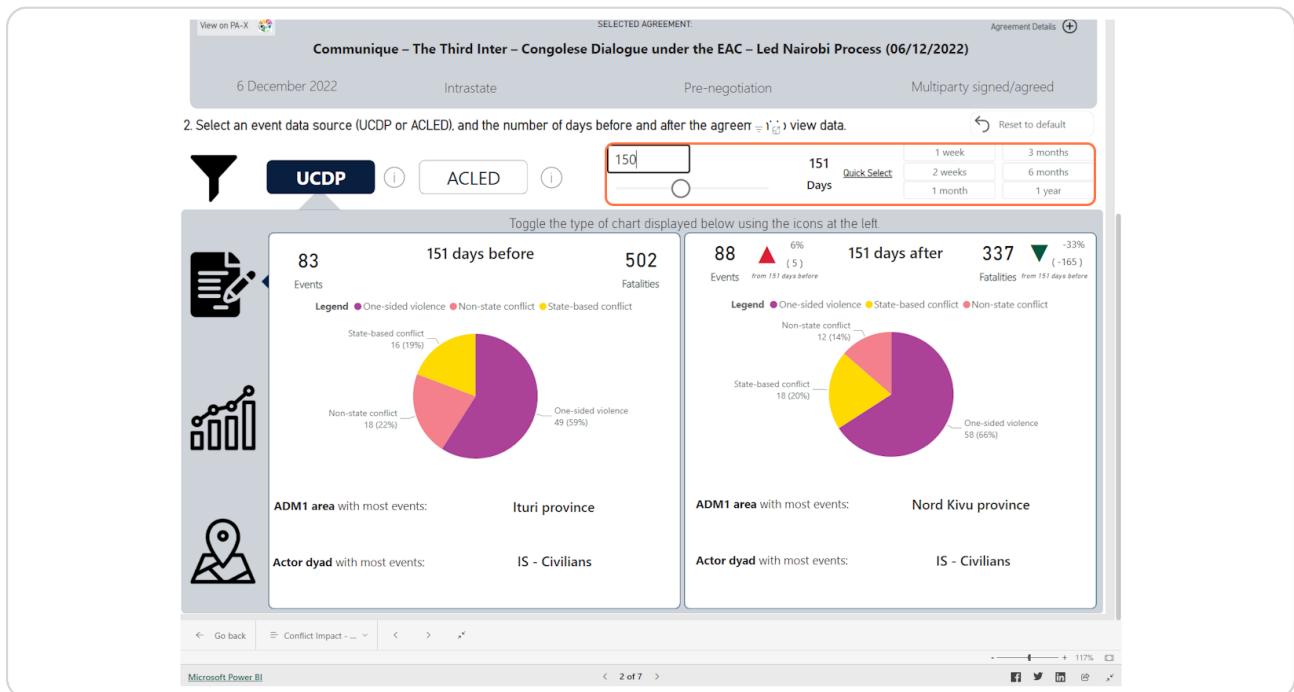 View on PA-X
SELECTED AGREEMENT:
Agreement Details
Communique – The Third Inter – Congolese Dialogue under the EAC – Led Nairobi Process (06/12/2022)
6 December 2022 Intrastate Pre-negotiation Multiparty signed/agreed
2. Select an event data source (UCDP or ACLED), and the number of days before and after the agreem view data.
Reset to default
UCDP
i
ACLED
i
150
151
Days
Quick Select
1 week 3 months
2 weeks 6 months
1 month 1 year
Toggle the type of chart displayed below using the icons at the left.
83
Events
151 days before
502
Fatalities
Legend One-sided violence Non-state conflict State-based conflict
State-based conflict
16 (19%)
Non-state conflict
18 (22%)
One-sided violence
49 (59%)
ADM1 area with most events: Ituri province
Actor dyad with most events: IS - Civilians
88
Events
6%
( 5 )
from 151 days before
151 days after
337
Fatalities
-33%
( -165 )
from 151 days before
Legend One-sided violence State-based conflict Non-state conflict
Non-state conflict
12 (14%)
State-based conflict
18 (20%)
One-sided violence
58 (66%)
ADM1 area with most events: Nord Kivu province
Actor dyad with most events: IS - Civilians
Go back
Conflict Impact - ...
- + 117%
Microsoft Power BI
2 of 7